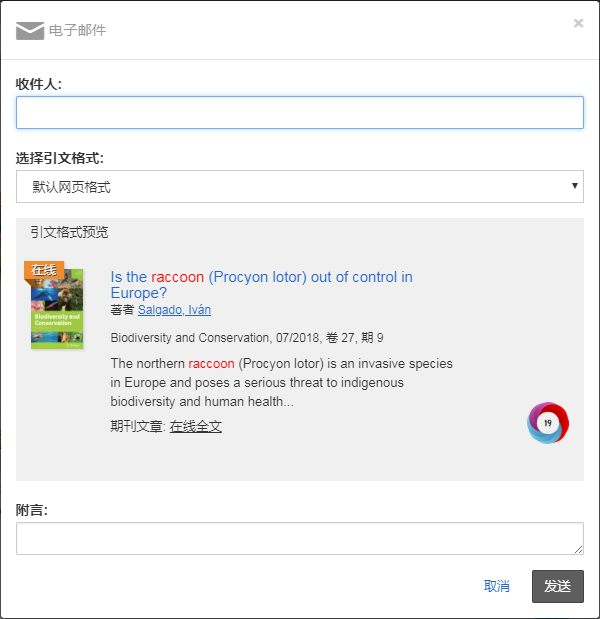 电子邮件
×
收件人:
选择引文格式:
默认网页格式
引文格式预览
在线
Biodiversity and
Conservation
Is the raccoon (Procyon lotor) out of control in
Europe?
著者 Salgado, Iván
Biodiversity and Conservation, 07/2018, 卷 27, 期 9
The northern raccoon (Procyon lotor) is an invasive species
in Europe and poses a serious threat to indigenous
biodiversity and human health...
期刊文章: 在线全文
19
附言:
取消
发送